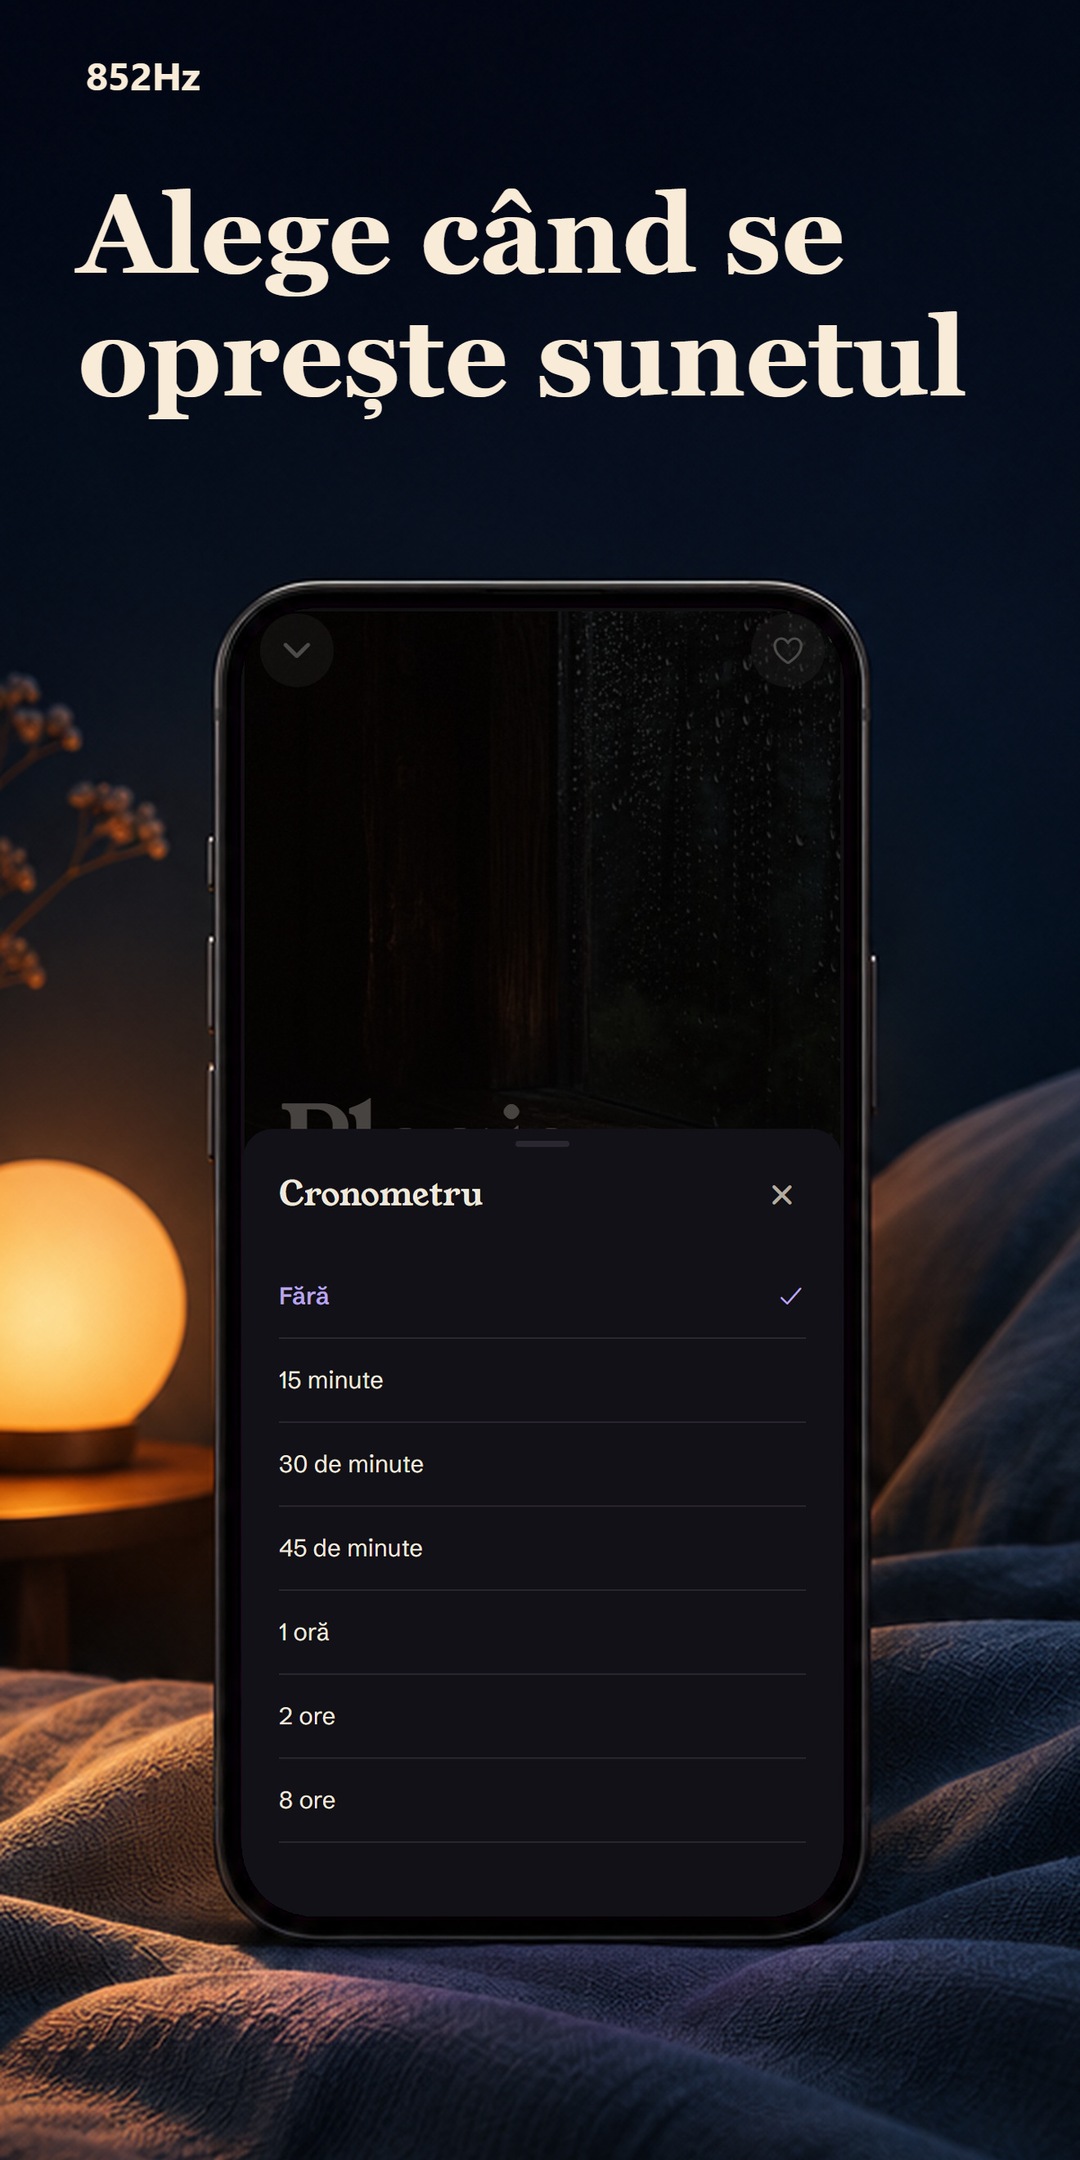 852Hz
Alege când se
oprește sunetul
Cronometru
Fără
15 minute
30 de minute
45 de minute
1 oră
2 ore
8 ore